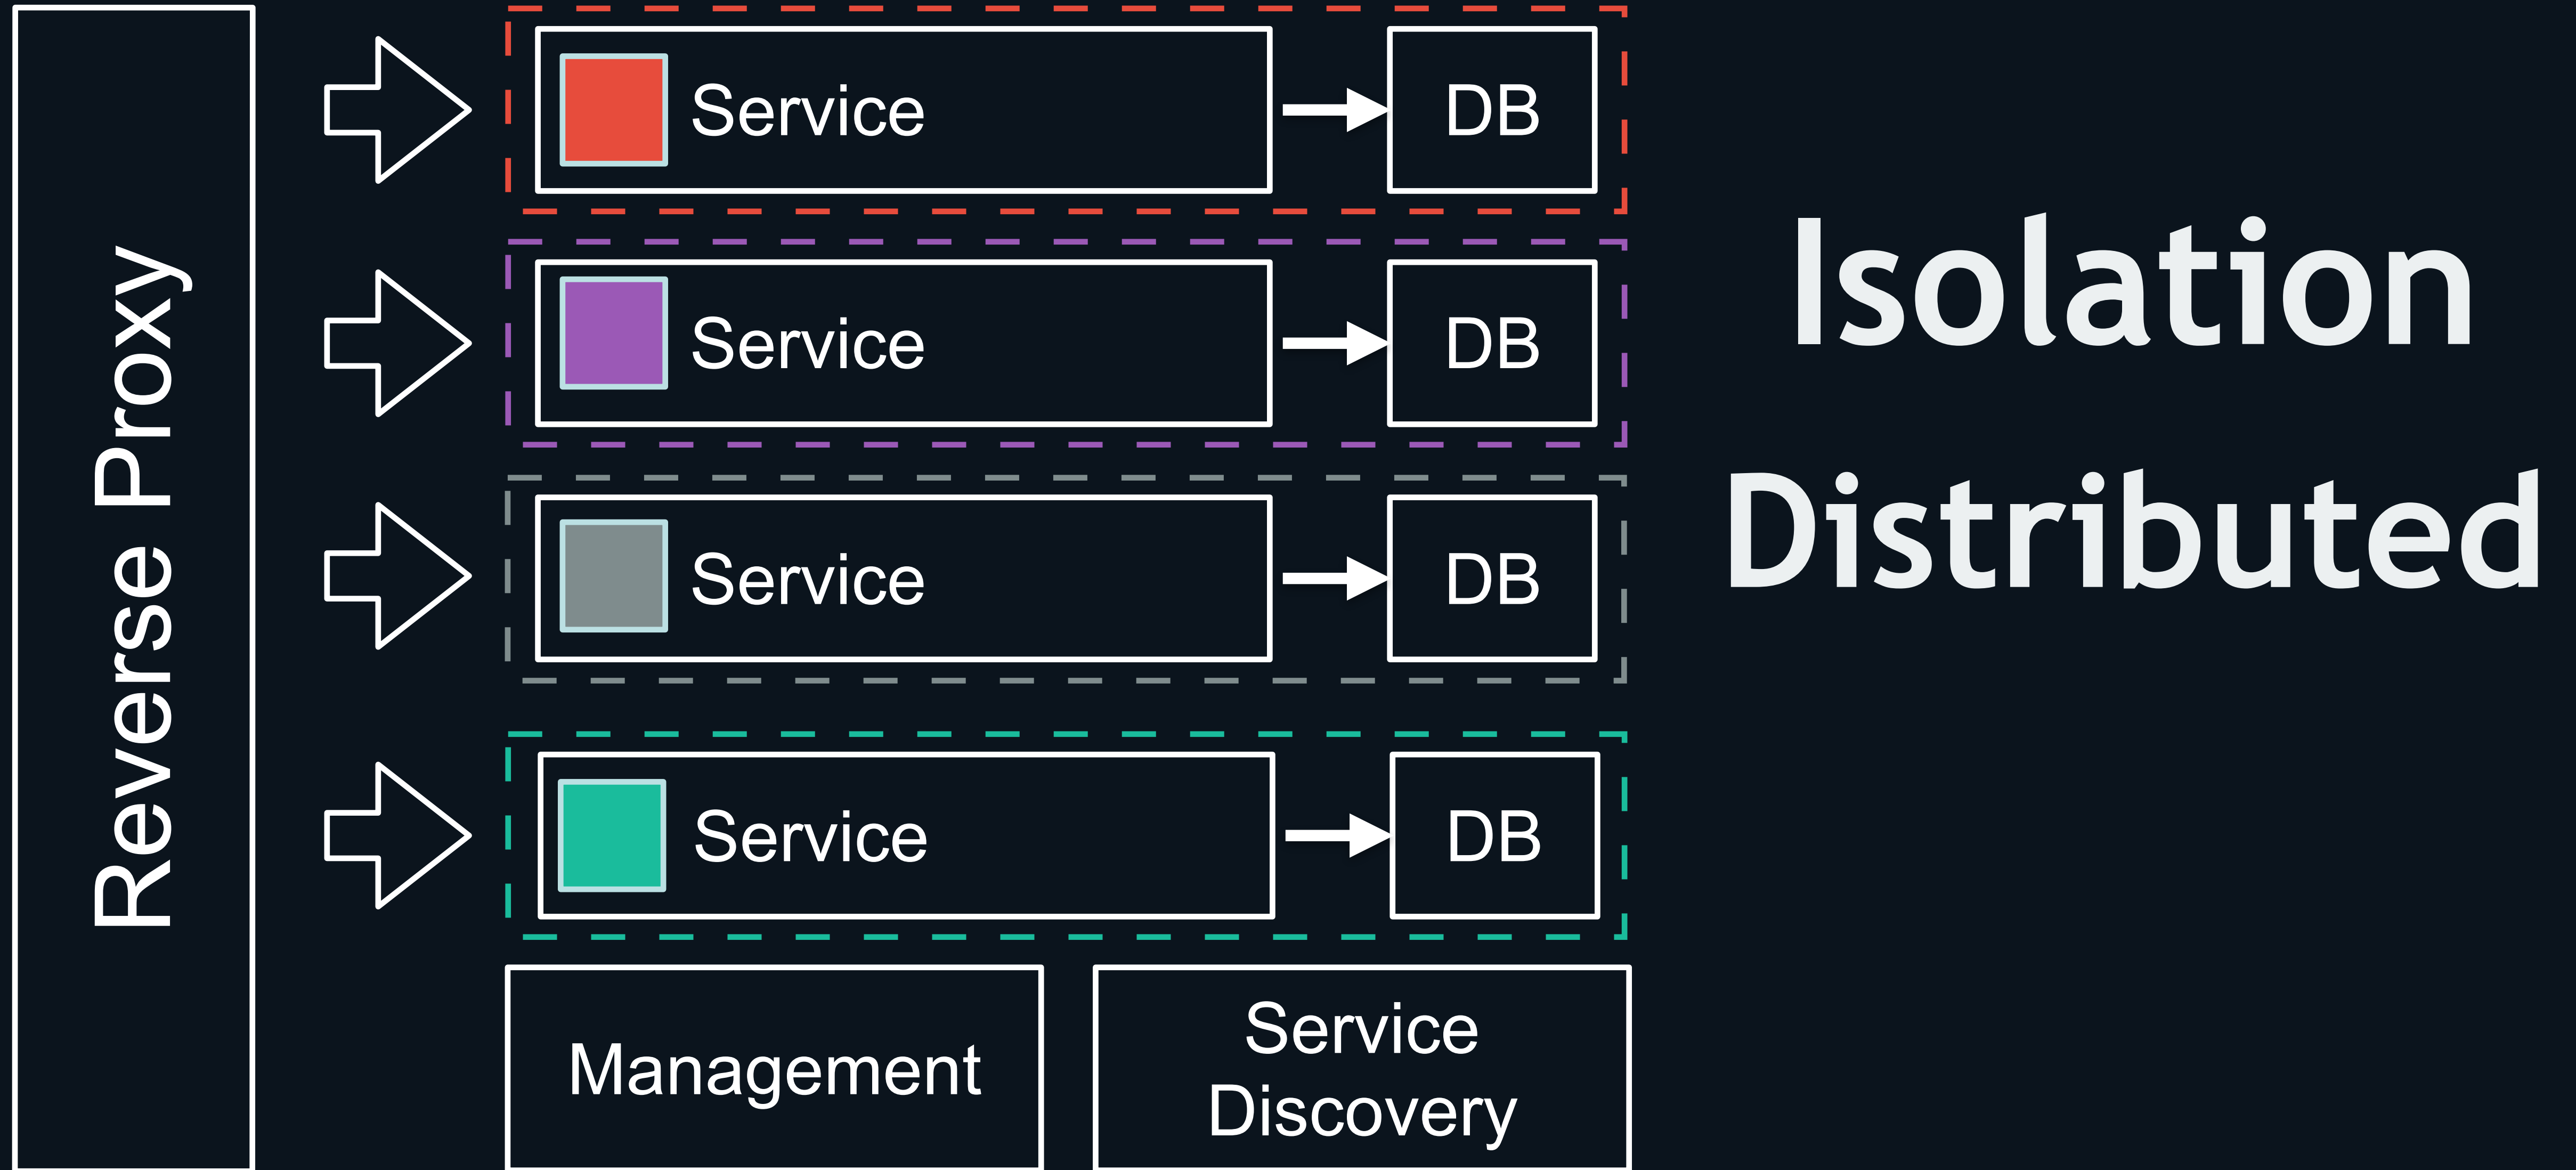 Reverse Proxy
Service
DB
Service
DB
Service
DB
Service
DB
Management
Service
Discovery
Isolation
Distributed